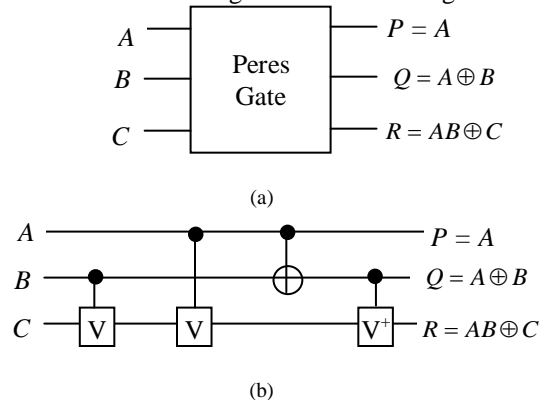 A
P = A
B
Peres
Gate
Q = A ⊕ B
C
R = AB ⊕ C
(a)
A
P = A
B
Q = A ⊕ B
C
V
V
V⁺
R = AB ⊕ C
(b)